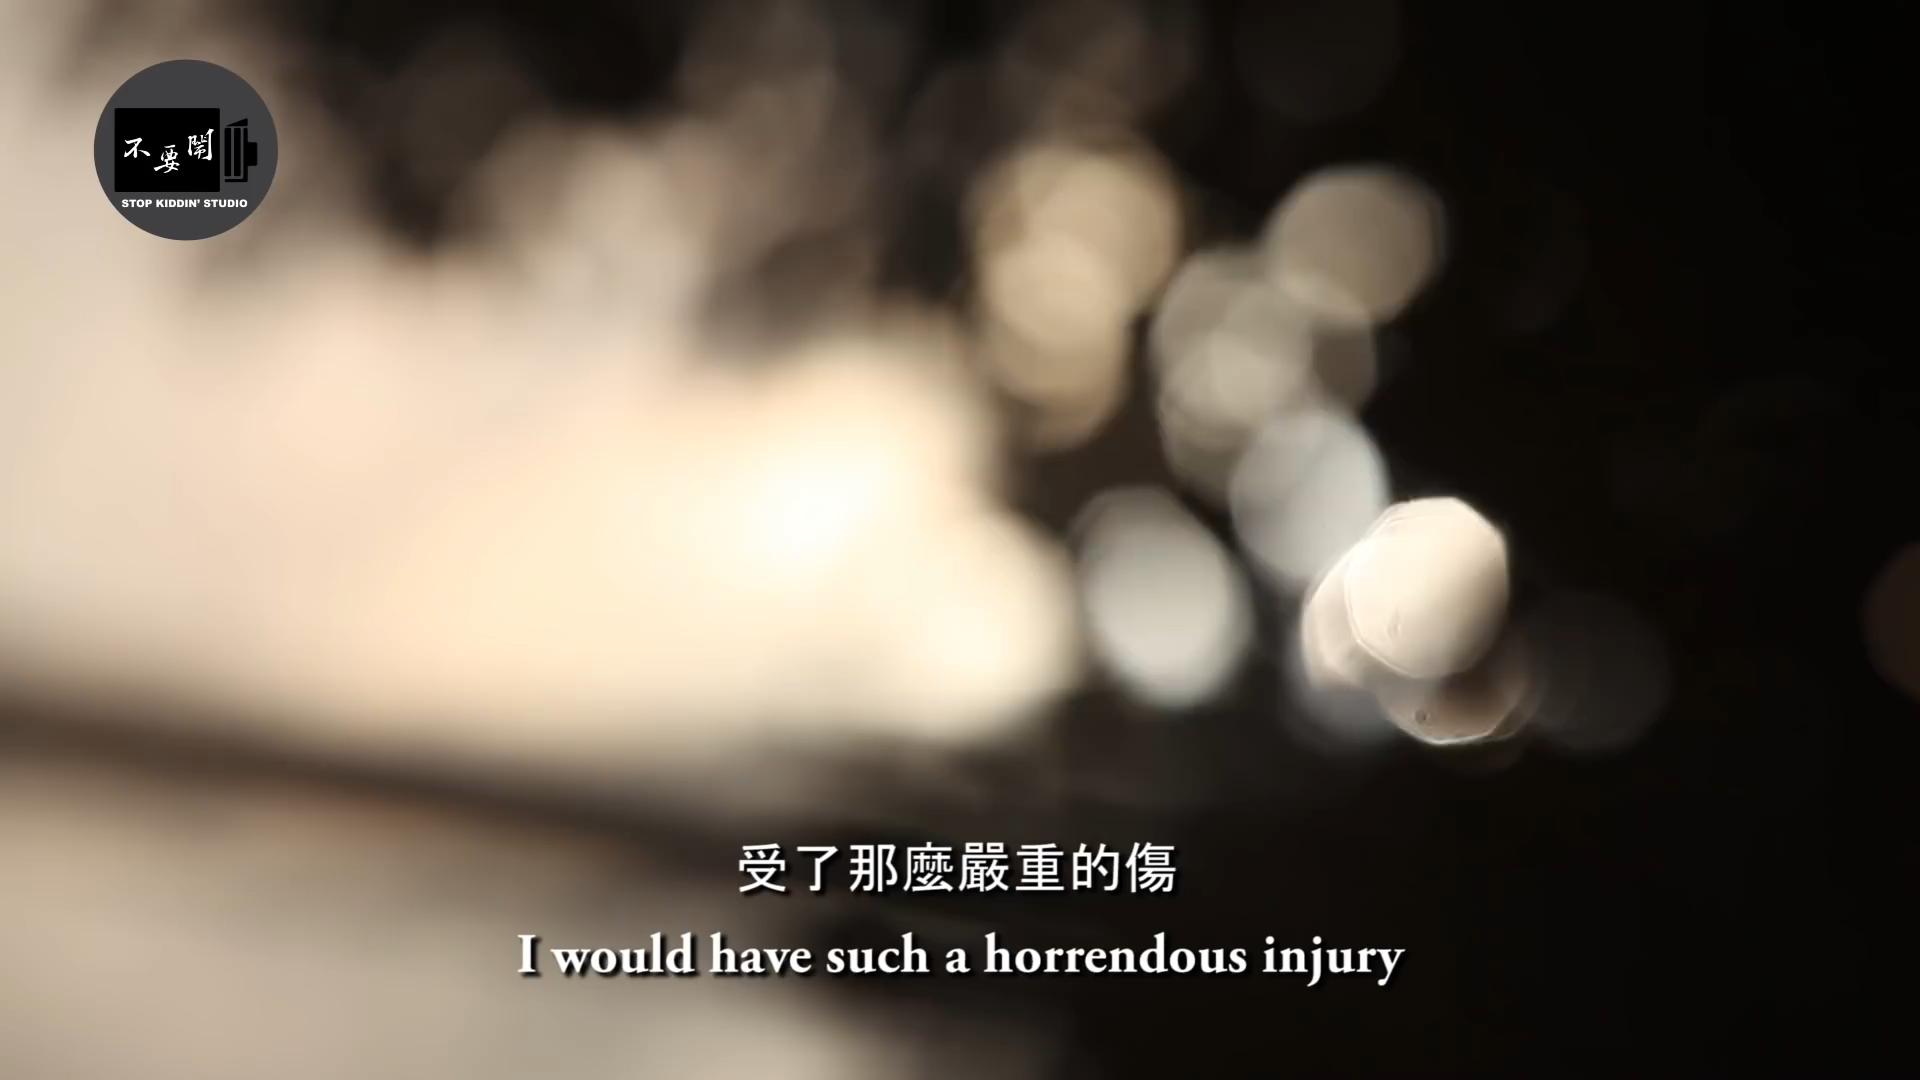 不要鬧
STOP KIDDIN' STUDIO
受了那麼嚴重的傷
I would have such a horrendous injury